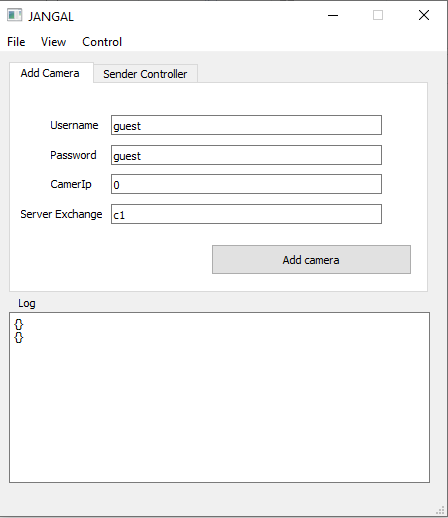 JANGAL
File View Control
Add Camera Sender Controller
Username guest
Password guest
CamerIp 0
Server Exchange c1
Add camera
Log
{}
{}